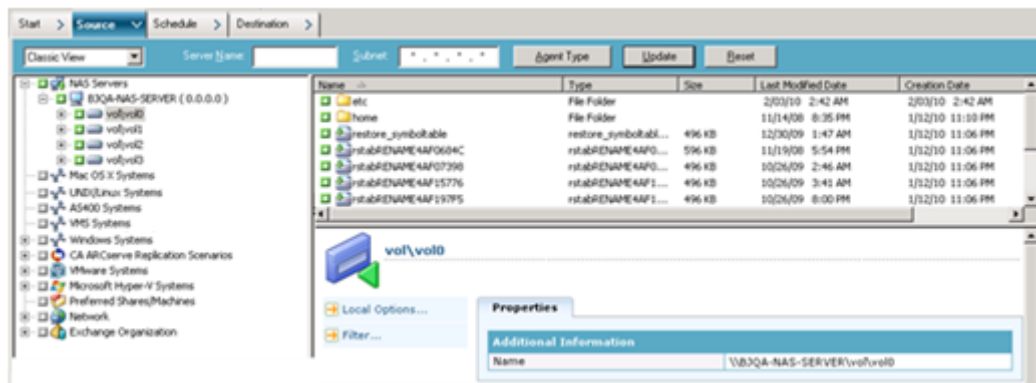 Start > Source Schedule > Destination >
Classic View Server Name: Subnet: * . * . * . * Agent Type Update Reset
NAS Servers
BJQA-NAS-SERVER ( 0.0.0.0 )
vol\vol0
vol\vol1
vol\vol2
vol\vol3
Mac OS X Systems
UNIX/Linux Systems
AS400 Systems
VMS Systems
Windows Systems
CA ARCserve Replication Scenarios
VMware Systems
Microsoft Hyper-V Systems
Preferred Shares/Machines
Network
Exchange Organization
Name Type Size Last Modified Date Creation Date
etc File Folder 2/03/10 2:42 AM 2/03/10 2:42 AM
home File Folder 11/14/08 8:35 PM 1/12/10 11:10 PM
restore_symboltable restore_symboltabl... 496 KB 12/30/09 1:47 AM 1/12/10 11:06 PM
rstabRENAME4AF0684C rstabRENAME4AF0... 596 KB 11/19/08 5:54 PM 1/12/10 11:06 PM
rstabRENAME4AF07398 rstabRENAME4AF0... 496 KB 10/26/09 2:46 AM 1/12/10 11:06 PM
rstabRENAME4AF15776 rstabRENAME4AF1... 496 KB 10/26/09 3:41 AM 1/12/10 11:06 PM
rstabRENAME4AF197F5 rstabRENAME4AF1... 496 KB 10/26/09 8:00 PM 1/12/10 11:06 PM
vol\vol0
Local Options...
Filter...
Properties
Additional Information
Name \\BJQA-NAS-SERVER\vol\vol0